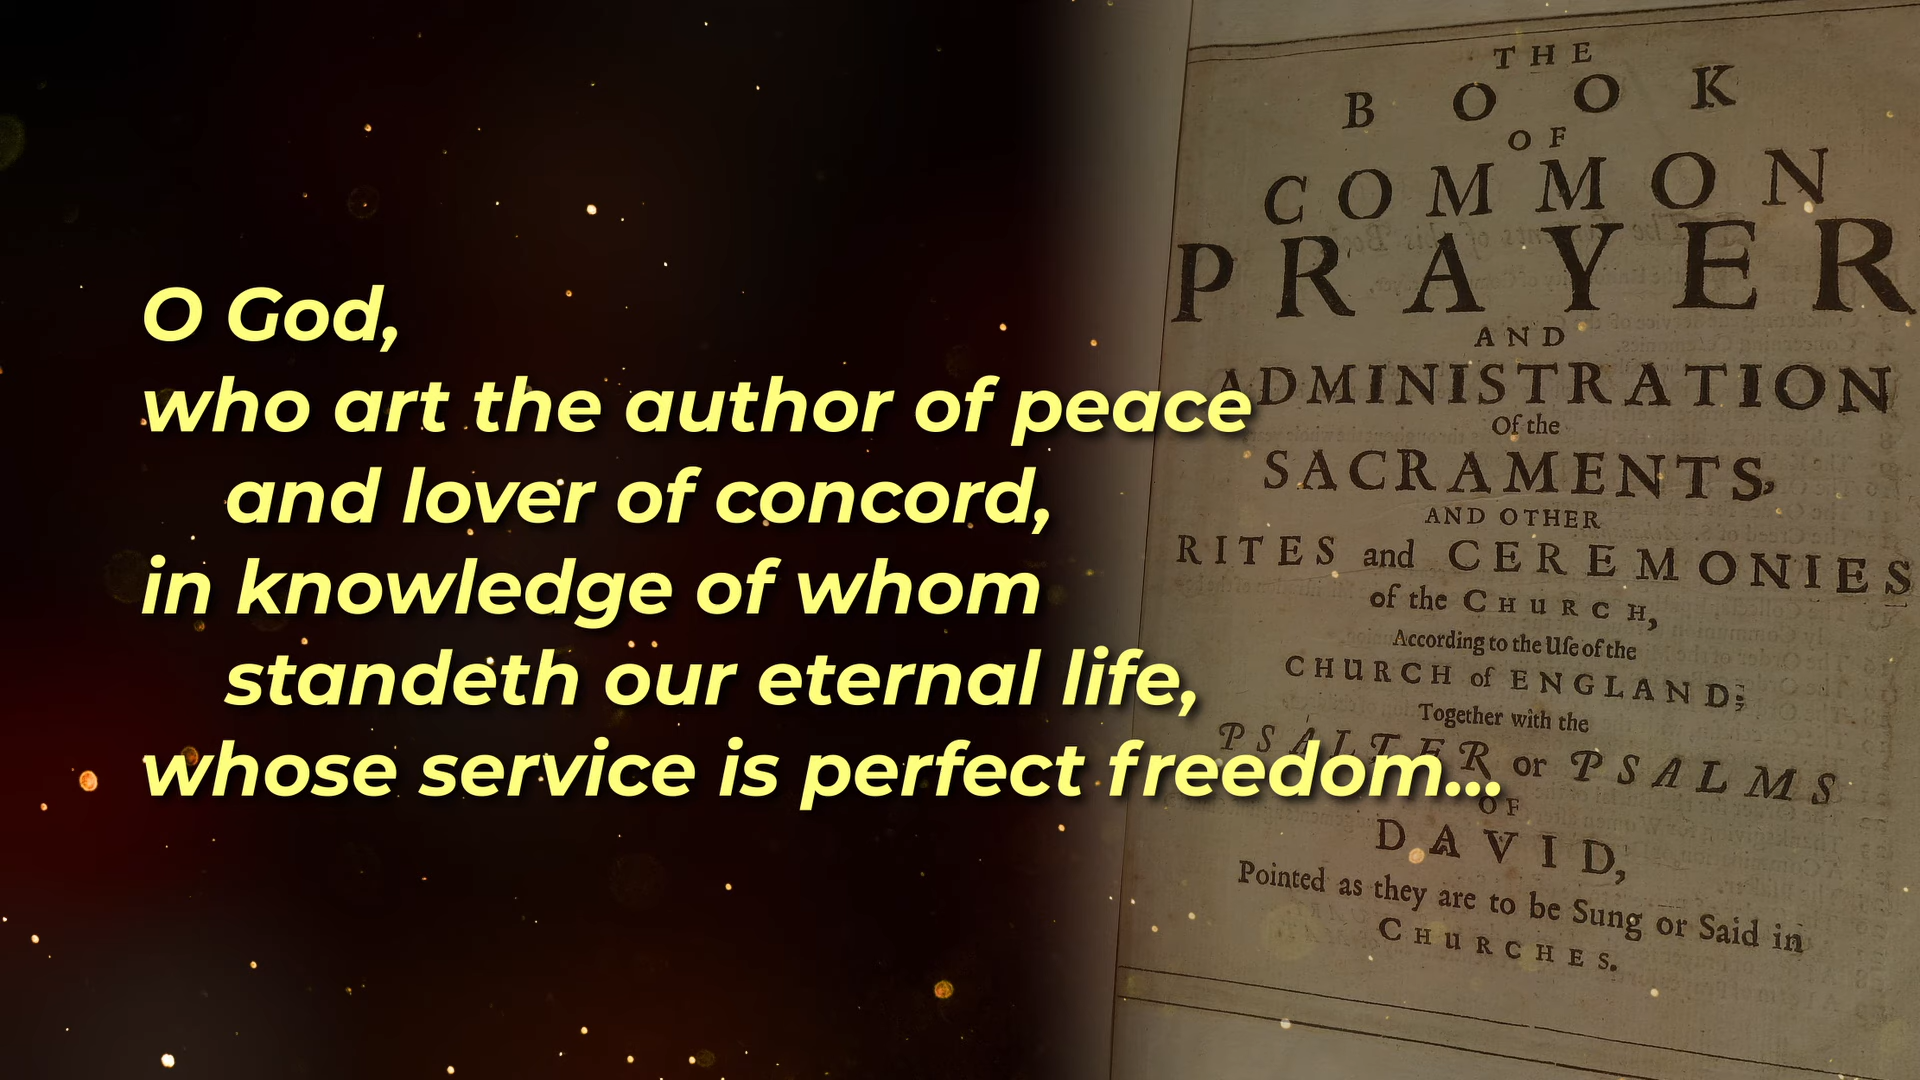 O God,
who art the author of peace
and lover of concord,
in knowledge of whom
standeth our eternal life,
whose service is perfect freedom...
THE
BOOK
OF
COMMON
PRAYER
AND
ADMINISTRATION
Of the
SACRAMENTS,
AND OTHER
RITES and CEREMONIES
of the CHURCH,
According to the Uſe of the
CHURCH of ENGLAND;
Together with the
PSALTER or PSALMS
OF
DAVID,
Pointed as they are to be Sung or Said in
CHURCHES.